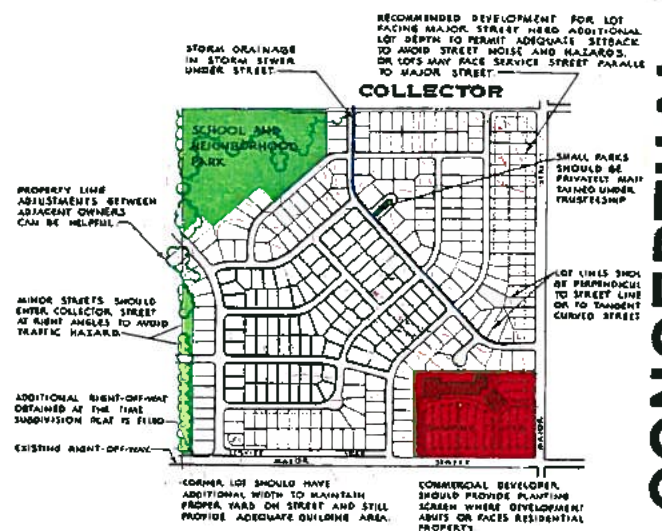 RECOMMENDED DEVELOPMENT FOR LOT
FACING MAJOR STREET NEED ADDITIONAL
LOT DEPTH TO PERMIT ADEQUATE SETBACK
TO AVOID STREET NOISE AND HAZARDS.
OR LOTS MAY FACE SERVICE STREET PARALLE
TO MAJOR STREET.
STORM DRAINAGE
IN STORM SEWER
UNDER STREET
COLLECTOR
SCHOOL AND
NEIGHBORHOOD
PARK
SMALL PARKS
SHOULD BE
PRIVATELY MAIN
TAINED UNDER
TRUSTEESHIP
PROPERTY LINE
ADJUSTMENTS BETWEEN
ADJACENT OWNERS
CAN BE HELPFUL
LOT LINES SHOU
BE PERPENDICUL
TO STREET LINE
OR TO TANGENT
CURVED STREET
MINOR STREETS SHOULD
ENTER COLLECTOR STREET
AT RIGHT ANGLES TO AVOID
TRAFFIC HAZARD
ADDITIONAL RIGHT-OFF-WAY
OBTAINED AT THE TIME
SUBDIVISION PLAT IS FILED
EXISTING RIGHT-OFF-WAY
MAJOR
STREET
MAJOR
CORNER LOT SHOULD HAVE
ADDITIONAL WIDTH TO MAINTAIN
PROPER YARD ON STREET AND STILL
PROVIDE ADEQUATE BUILDING AREA.
COMMERCIAL DEVELOPER
SHOULD PROVIDE PLANTING
SCREEN WHERE DEVELOPMENT
ABUTS OR FACES RESIDENTIAL
PROPERTY